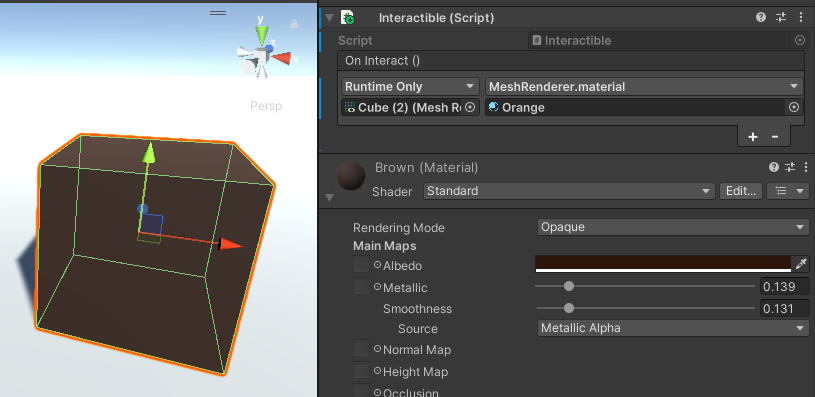 y
x
Persp
Interactible (Script)
Script
Interactible
On Interact ()
Runtime Only
MeshRenderer.material
Cube (2) (Mesh Re
Orange
+ -
Brown (Material)
Shader
Standard
Edit...
Rendering Mode
Opaque
Main Maps
Albedo
Metallic
0.139
Smoothness
0.131
Source
Metallic Alpha
Normal Map
Height Map
Occlusion